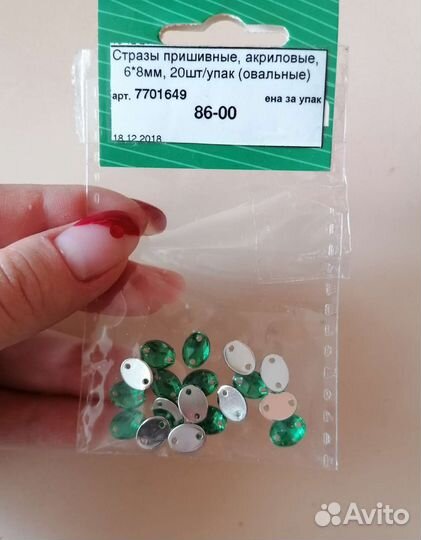 Стразы пришивные, акриловые,
6*8мм, 20шт/упак (овальные)
арт. 7701649 ена за упак
86-00
18.12.2018
Avito